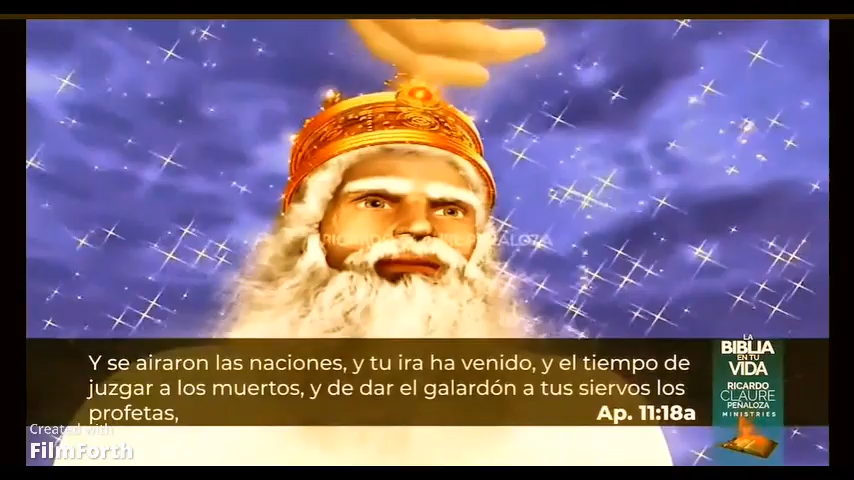 Y se airaron las naciones, y tu ira ha venido, y el tiempo de
juzgar a los muertos, y de dar el galardón a tus siervos los
profetas,
Ap. 11:18a
LA
BIBLIA
EN TU
VIDA
RICARDO
CLAURE
PEÑALOZA
MINISTRIES
Created with
FilmForth